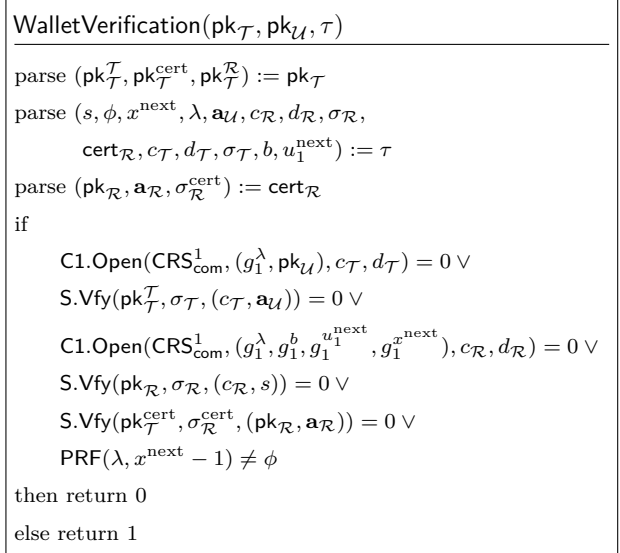 WalletVerification(pk_𝒯, pk_𝒰, τ)
parse (pk_𝒯^𝒯, pk_𝒯^cert, pk_𝒯^ℛ) := pk_𝒯
parse (s, ϕ, x^next, λ, a_𝒰, c_ℛ, d_ℛ, σ_ℛ,
cert_ℛ, c_𝒯, d_𝒯, σ_𝒯, b, u_1^next) := τ
parse (pk_ℛ, a_ℛ, σ_ℛ^cert) := cert_ℛ
if
C1.Open(CRS_com^1, (g_1^λ, pk_𝒰), c_𝒯, d_𝒯) = 0 ∨
S.Vfy(pk_𝒯^𝒯, σ_𝒯, (c_𝒯, a_𝒰)) = 0 ∨
C1.Open(CRS_com^1, (g_1^λ, g_1^b, g_1^{u_1^next}, g_1^{x^next}), c_ℛ, d_ℛ) = 0 ∨
S.Vfy(pk_ℛ, σ_ℛ, (c_ℛ, s)) = 0 ∨
S.Vfy(pk_𝒯^cert, σ_ℛ^cert, (pk_ℛ, a_ℛ)) = 0 ∨
PRF(λ, x^next − 1) ≠ ϕ
then return 0
else return 1